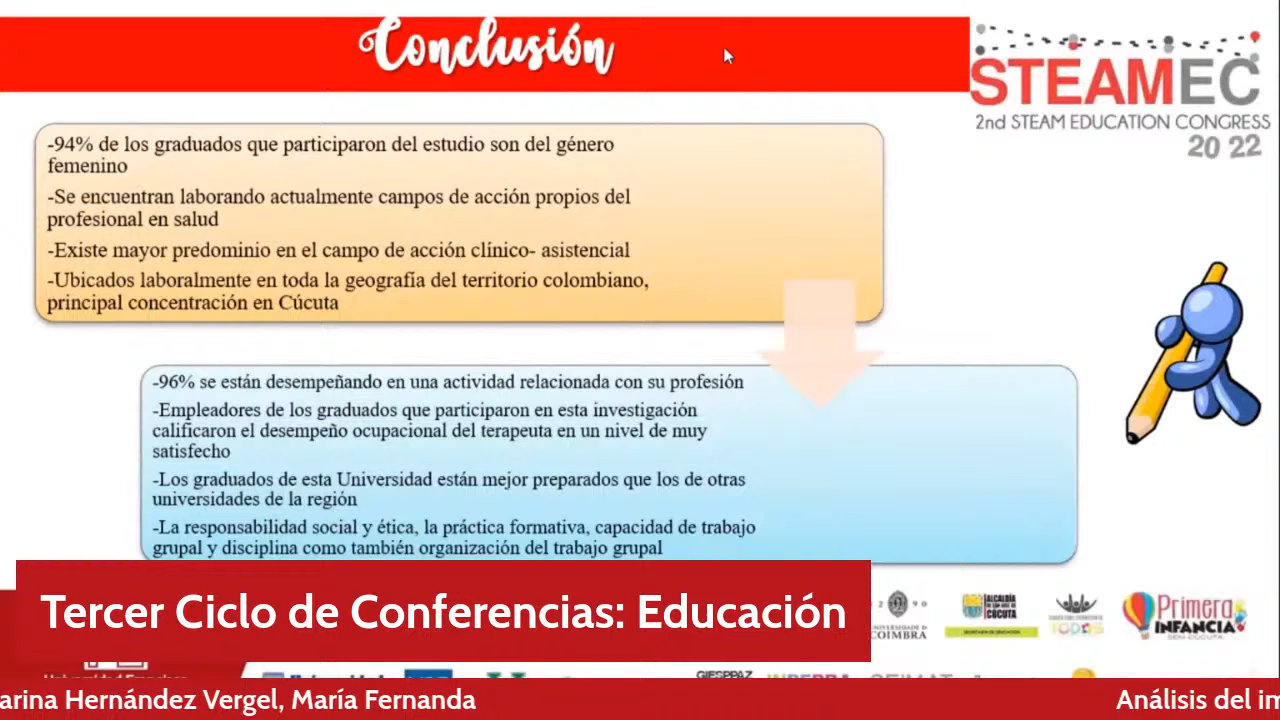 Conclusión
STEAMEC
2nd STEAM EDUCATION CONGRESS
20 22
-94% de los graduados que participaron del estudio son del género
femenino
-Se encuentran laborando actualmente campos de acción propios del
profesional en salud
-Existe mayor predominio en el campo de acción clínico- asistencial
-Ubicados laboralmente en toda la geografía del territorio colombiano,
principal concentración en Cúcuta
-96% se están desempeñando en una actividad relacionada con su profesión
-Empleadores de los graduados que participaron en esta investigación
calificaron el desempeño ocupacional del terapeuta en un nivel de muy
satisfecho
-Los graduados de esta Universidad están mejor preparados que los de otras
universidades de la región
-La responsabilidad social y ética, la práctica formativa, capacidad de trabajo
grupal y disciplina como también organización del trabajo grupal
Tercer Ciclo de Conferencias: Educación
2 9 0
COIMBRA
ALCALDÍA
CÚCUTA
TODOS
Primera
INFANCIA
GIESPPAZ
arina Hernández Vergel, María Fernanda
Análisis del im